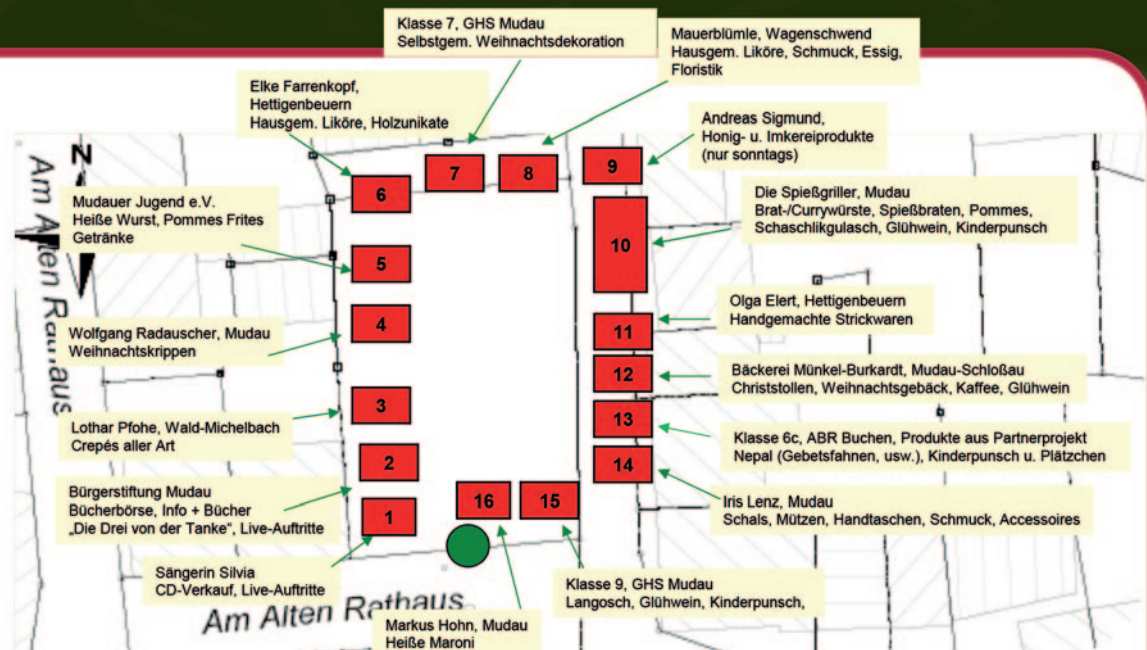 Klasse 7, GHS Mudau
Selbstgem. Weihnachtsdekoration
Mauerblümle, Wagenschwend
Hausgem. Liköre, Schmuck, Essig,
Floristik
Elke Farrenkopf,
Hettigenbeuern
Hausgem. Liköre, Holzunikate
Andreas Sigmund,
Honig- u. Imkereiprodukte
(nur sonntags)
N
Am Alten Rathaus
Mudauer Jugend e.V.
Heiße Wurst, Pommes Frites
Getränke
Die Spießgriller, Mudau
Brat-/Currywürste, Spießbraten, Pommes,
Schaschlikgulasch, Glühwein, Kinderpunsch
7
8
9
6
10
5
4
11
12
3
13
2
14
1
16
15
Wolfgang Radauscher, Mudau
Weihnachtskrippen
Olga Elert, Hettigenbeuern
Handgemachte Strickwaren
Bäckerei Münkel-Burkardt, Mudau-Schloßau
Christstollen, Weihnachtsgebäck, Kaffee, Glühwein
Lothar Pfohe, Wald-Michelbach
Crepés aller Art
Klasse 6c, ABR Buchen, Produkte aus Partnerprojekt
Nepal (Gebetsfahnen, usw.), Kinderpunsch u. Plätzchen
Bürgerstiftung Mudau
Bücherbörse, Info + Bücher
„Die Drei von der Tanke“, Live-Auftritte
Iris Lenz, Mudau
Schals, Mützen, Handtaschen, Schmuck, Accessoires
Sängerin Silvia
CD-Verkauf, Live-Auftritte
Klasse 9, GHS Mudau
Langosch, Glühwein, Kinderpunsch,
Am Alten Rathaus
Markus Hohn, Mudau
Heiße Maroni